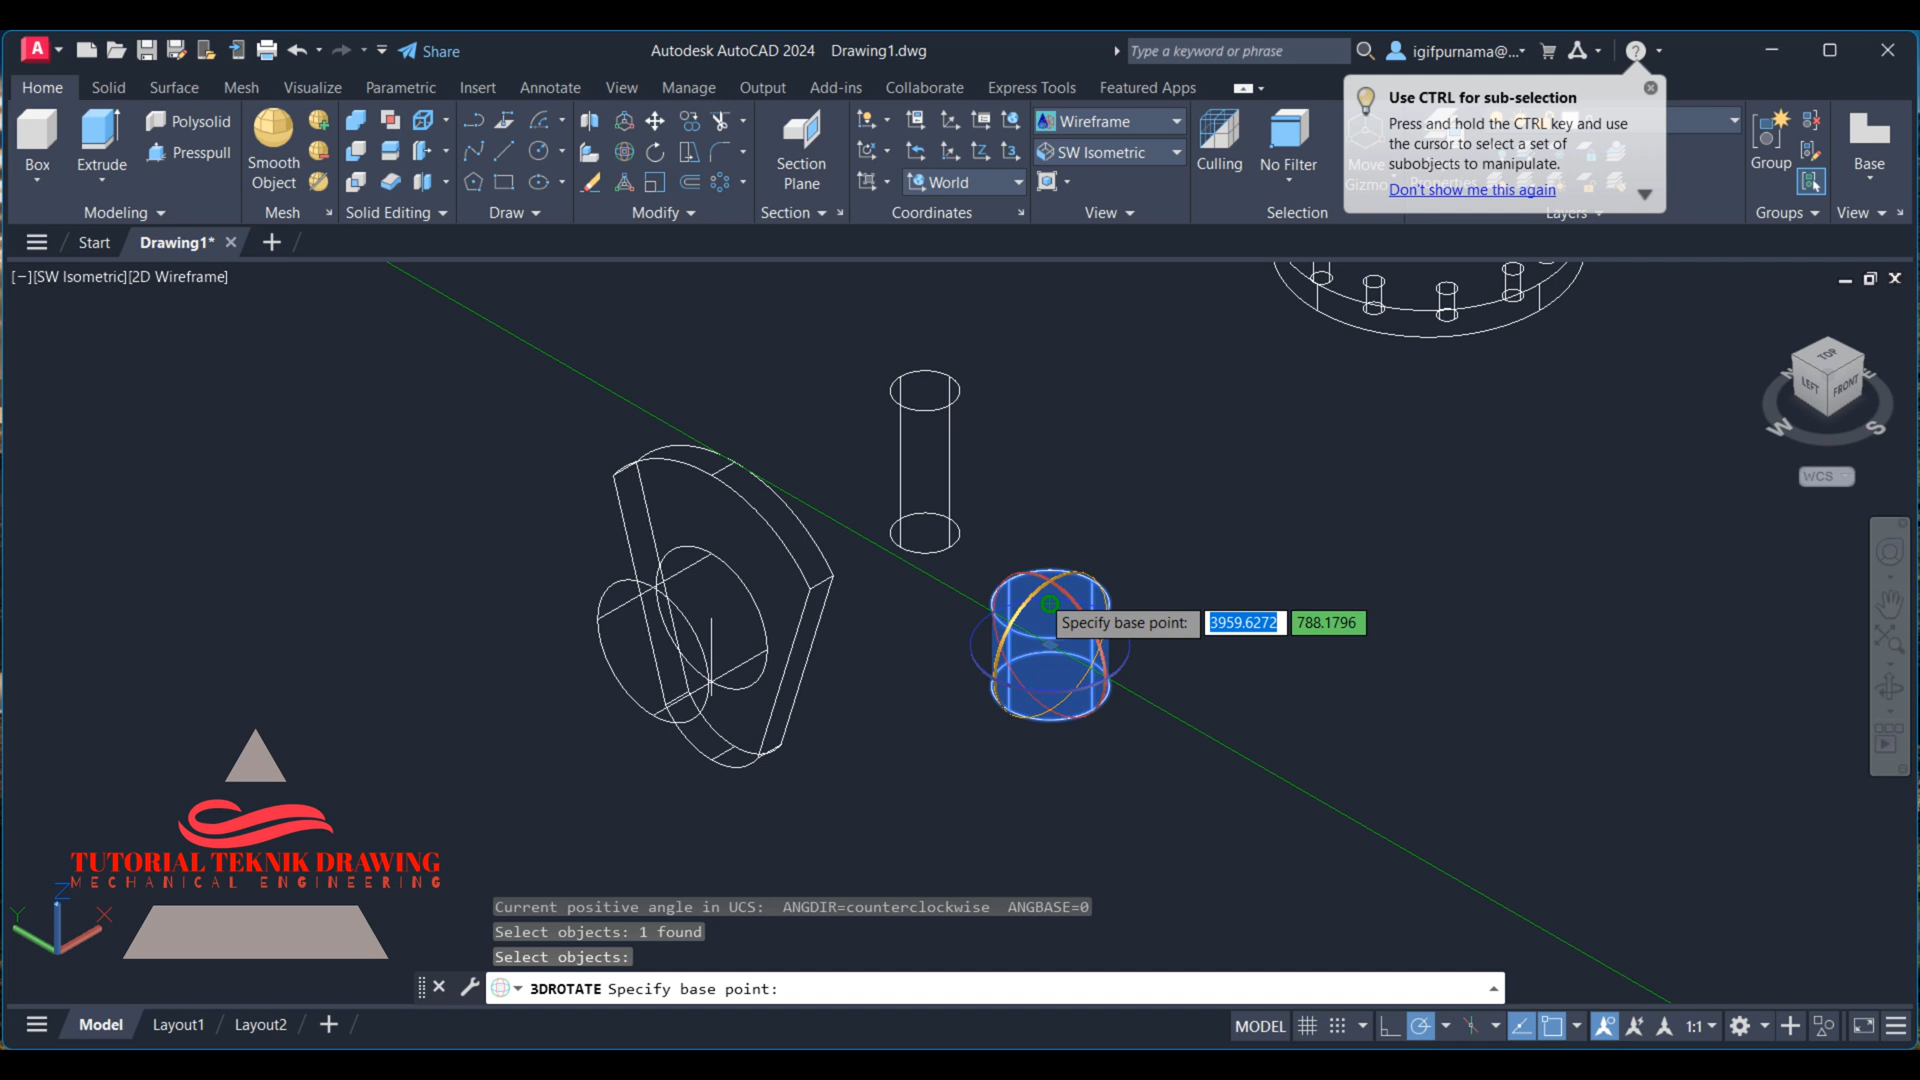 A Share Autodesk AutoCAD 2024 Drawing1.dwg Type a keyword or phrase igifpurnama@...
Home Solid Surface Mesh Visualize Parametric Insert Annotate View Manage Collaborate Output Add-ins Express Tools Featured Apps
Use CTRL for sub-selection
Press and hold the CTRL key and use
the cursor to select a set of
subobjects to manipulate.
Don't show me this again
Box
Extrude
Polysolid
Presspull
Smooth
Object
Section
Plane
Wireframe
SW Isometric
World
Culling
No Filter
Move
Gizmo
Properties
Group
Base
Modeling Mesh Solid Editing Draw Modify Section Coordinates View Selection Layers Groups View
Start Drawing1*
[−][SW Isometric][2D Wireframe]
TOP
LEFT FRONT
N E
W S
WCS
Specify base point: 3959.6272 788.1796
TUTORIAL TEKNIK DRAWING
MECHANICAL ENGINEERING
Z
Y X
Current positive angle in UCS: ANGDIR=counterclockwise ANGBASE=0
Select objects: 1 found
Select objects:
3DROTATE Specify base point:
Model Layout1 Layout2
MODEL 1:1